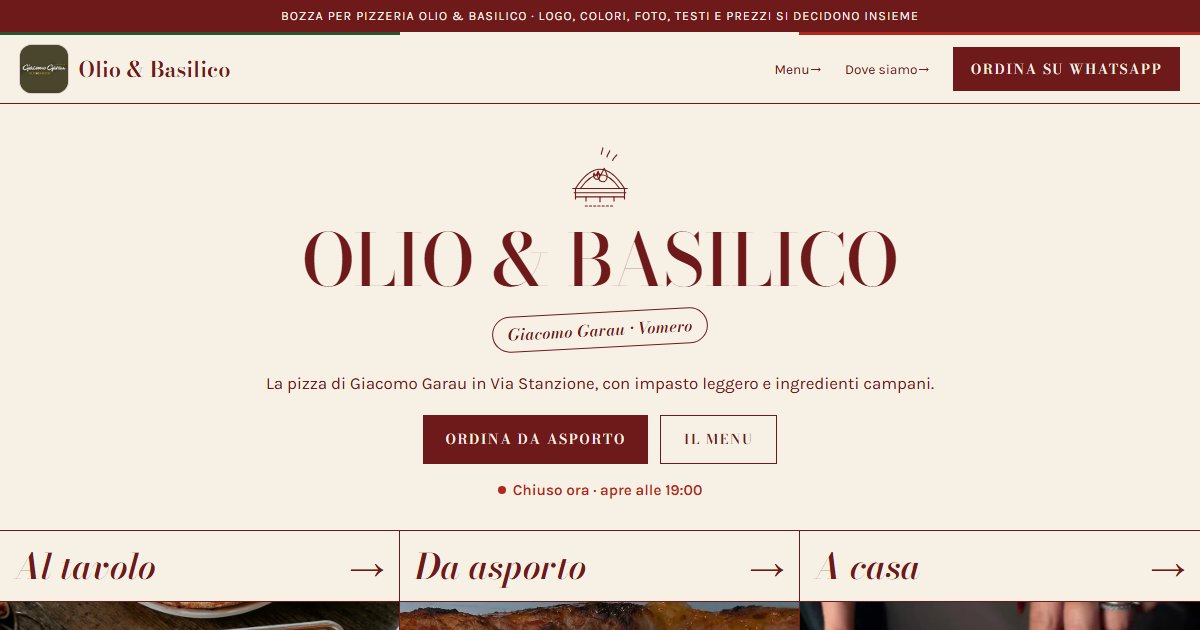 BOZZA PER PIZZERIA OLIO & BASILICO · LOGO, COLORI, FOTO, TESTI E PREZZI SI DECIDONO INSIEME
Giacomo Garau
Olio & Basilico
Menu→
Dove siamo→
ORDINA SU WHATSAPP
OLIO & BASILICO
Giacomo Garau · Vomero
La pizza di Giacomo Garau in Via Stanzione, con impasto leggero e ingredienti campani.
ORDINA DA ASPORTO
IL MENU
Chiuso ora · apre alle 19:00
Al tavolo →
Da asporto →
A casa →